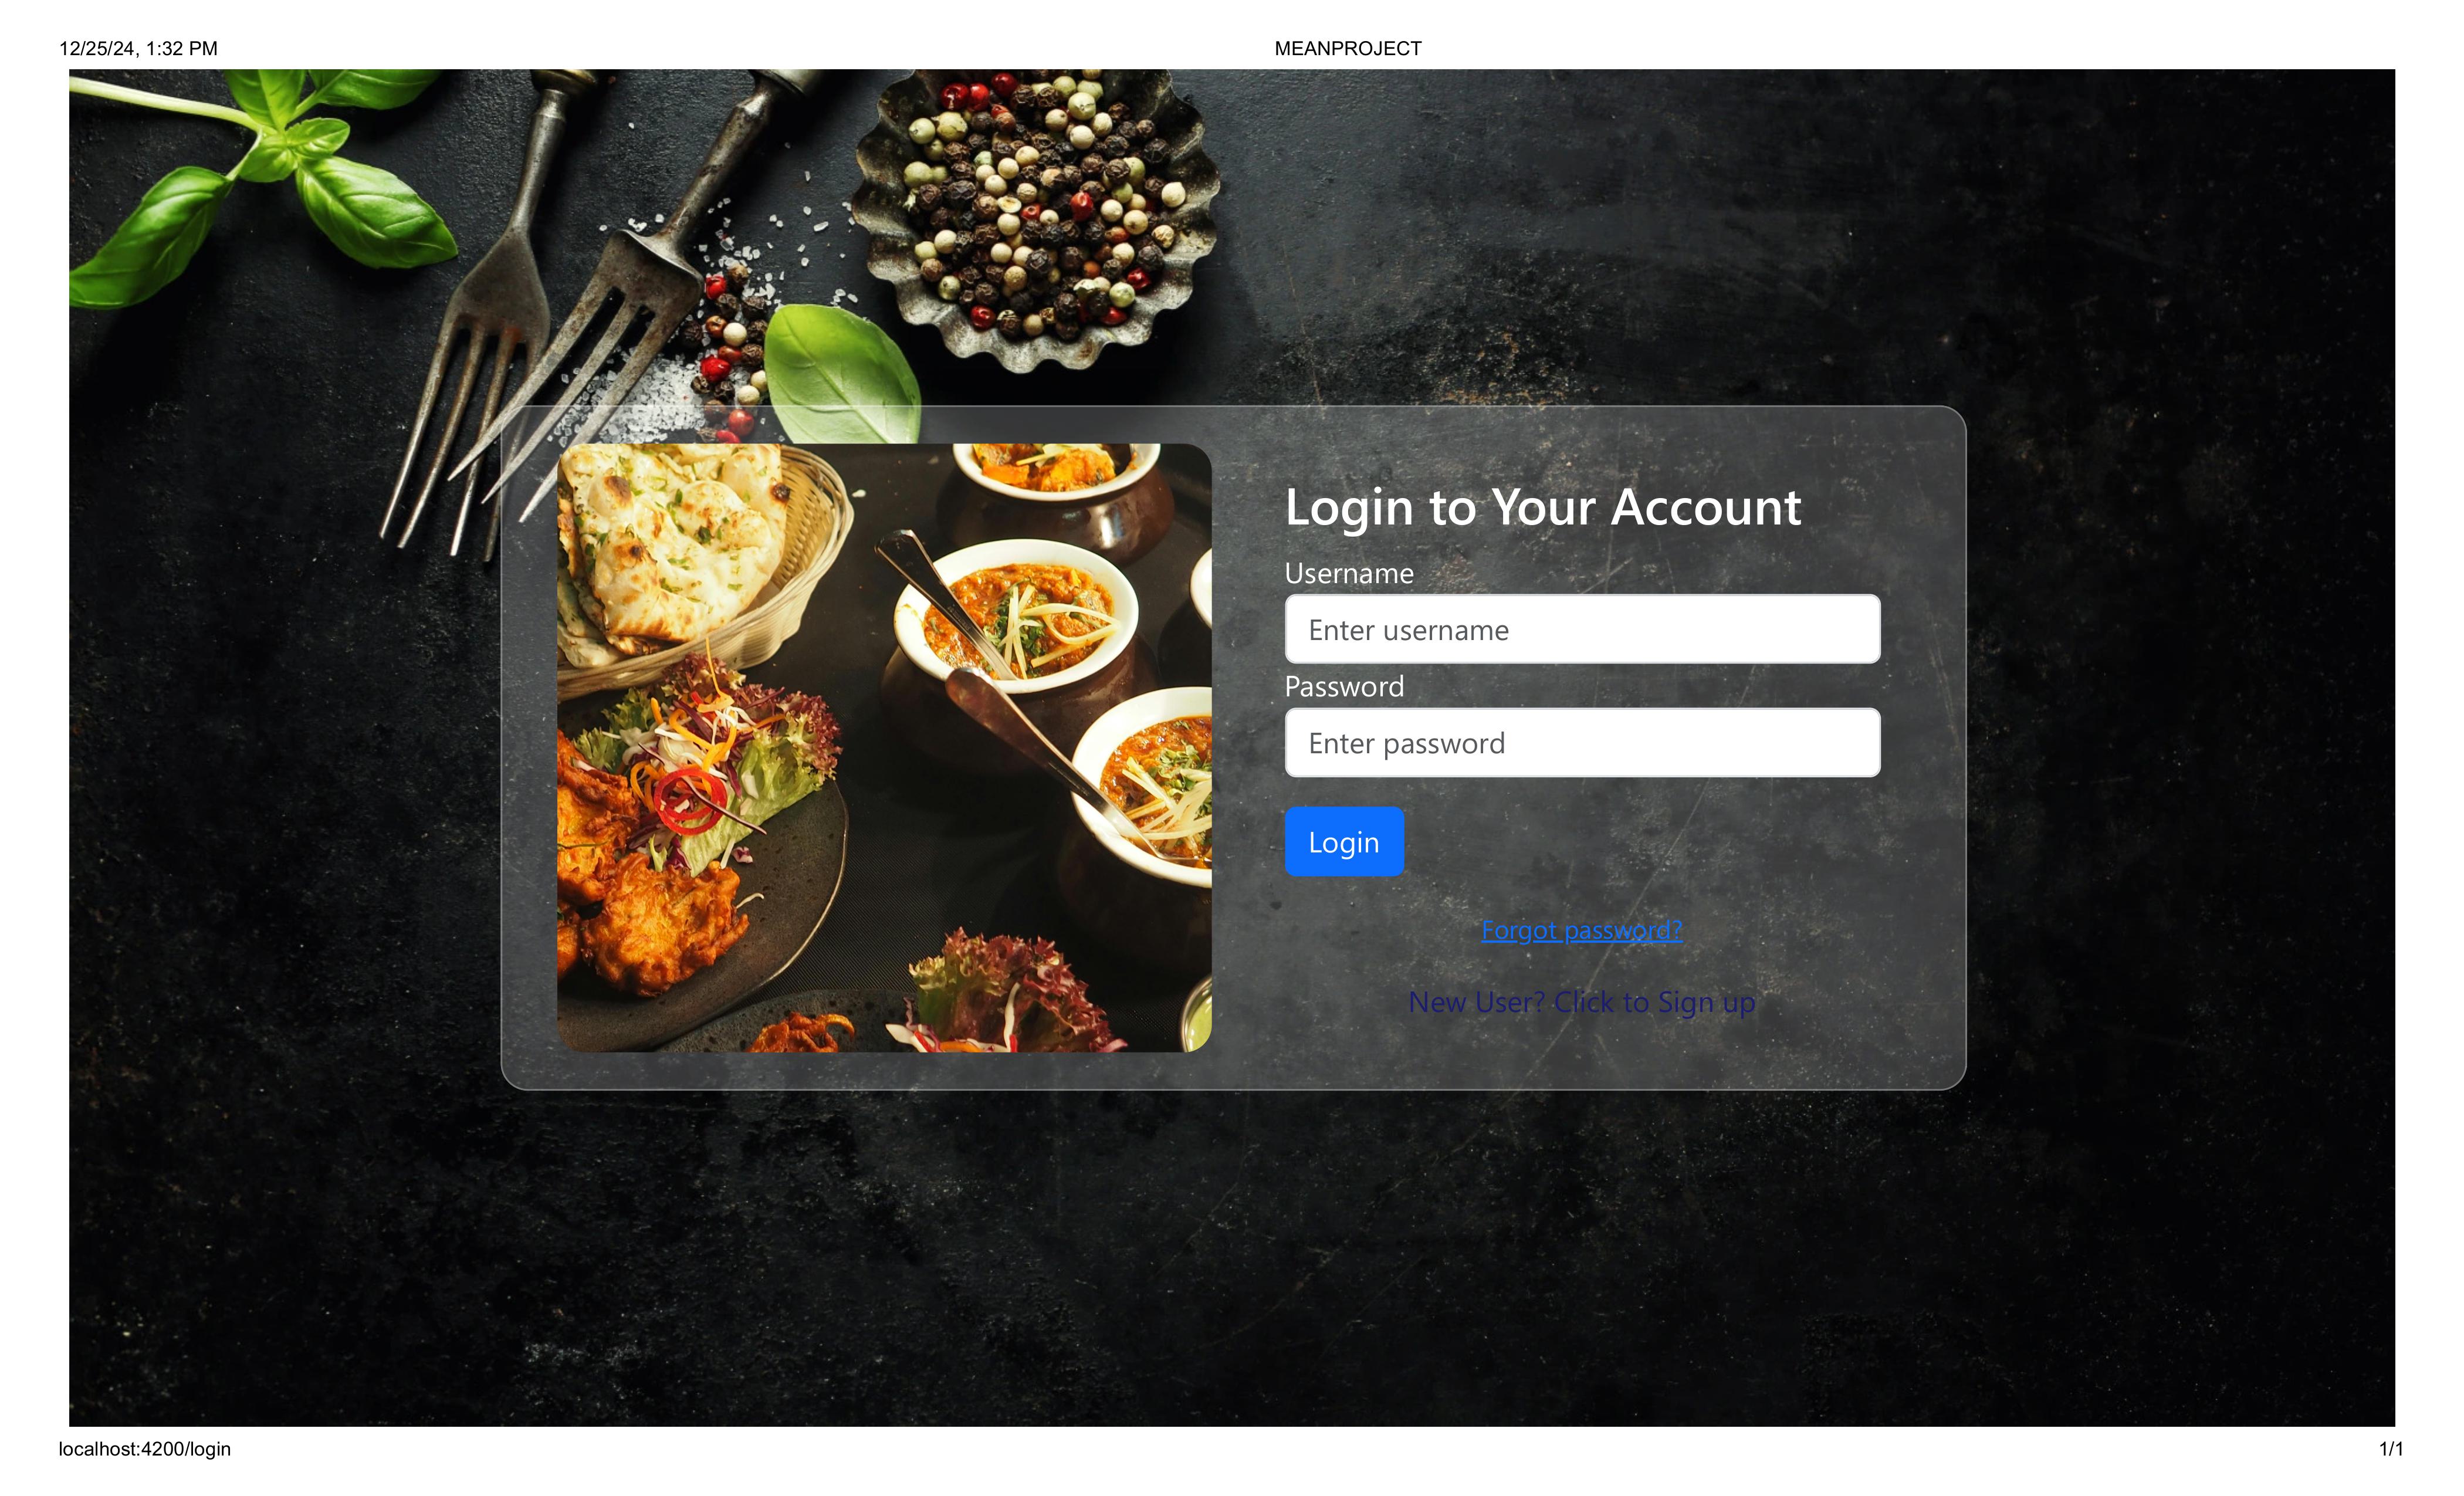 12/25/24, 1:32 PM
MEANPROJECT
Login to Your Account
Username
Enter username
Password
Enter password
Login
Forgot password?
New User? Click to Sign up
localhost:4200/login
1/1